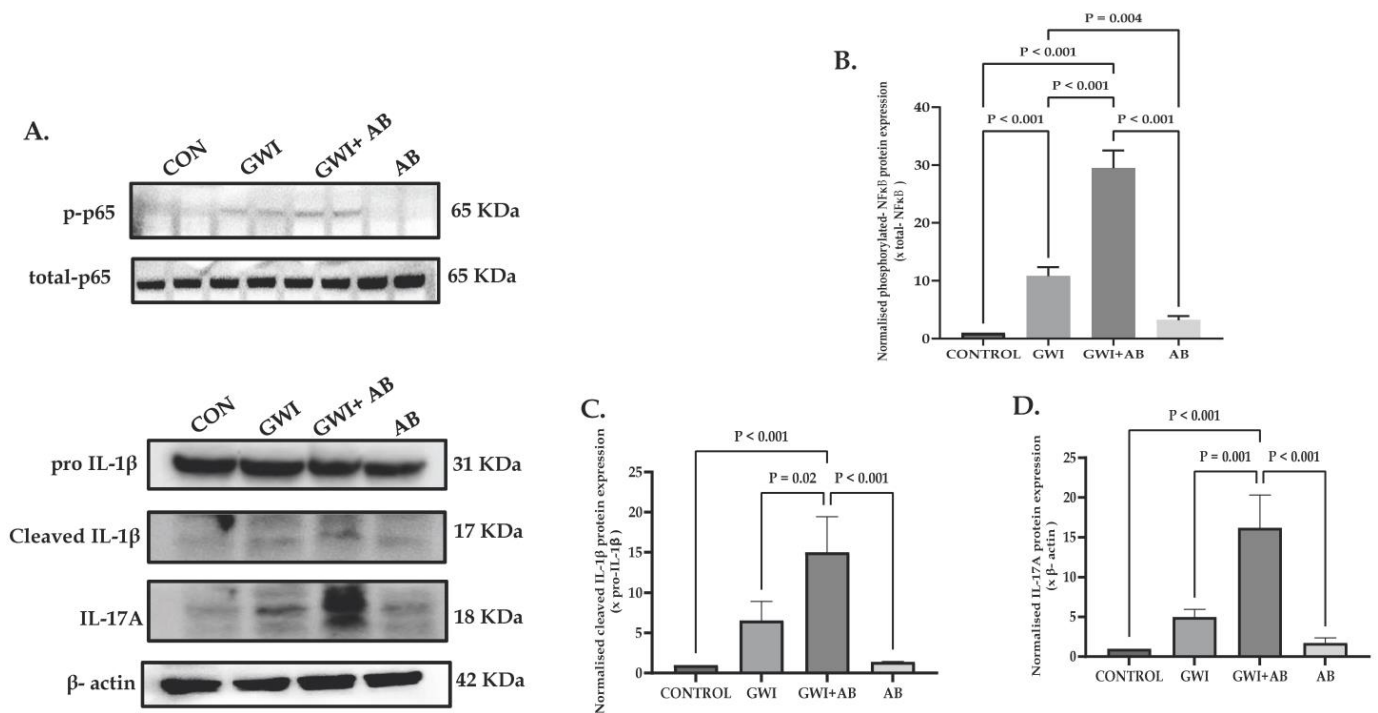 A.
CON GWI GWI+ AB AB
p-p65 65 KDa
total-p65 65 KDa
CON GWI GWI+ AB AB
pro IL-1β 31 KDa
Cleaved IL-1β 17 KDa
IL-17A 18 KDa
β- actin 42 KDa
B.
P = 0.004
P < 0.001
P < 0.001
P < 0.001 P < 0.001
Normalised phosphorylated- NFκB protein expression
(x total- NFκB )
40
30
20
10
0
CONTROL GWI GWI+AB AB
C.
P < 0.001
P = 0.02 P < 0.001
Normalised cleaved IL-1β protein expression
(x pro-IL-1β )
25
20
15
10
5
0
CONTROL GWI GWI+AB AB
D.
P < 0.001
P = 0.001 P < 0.001
Normalised IL-17A protein expression
(x β- actin )
25
20
15
10
5
0
CONTROL GWI GWI+AB AB